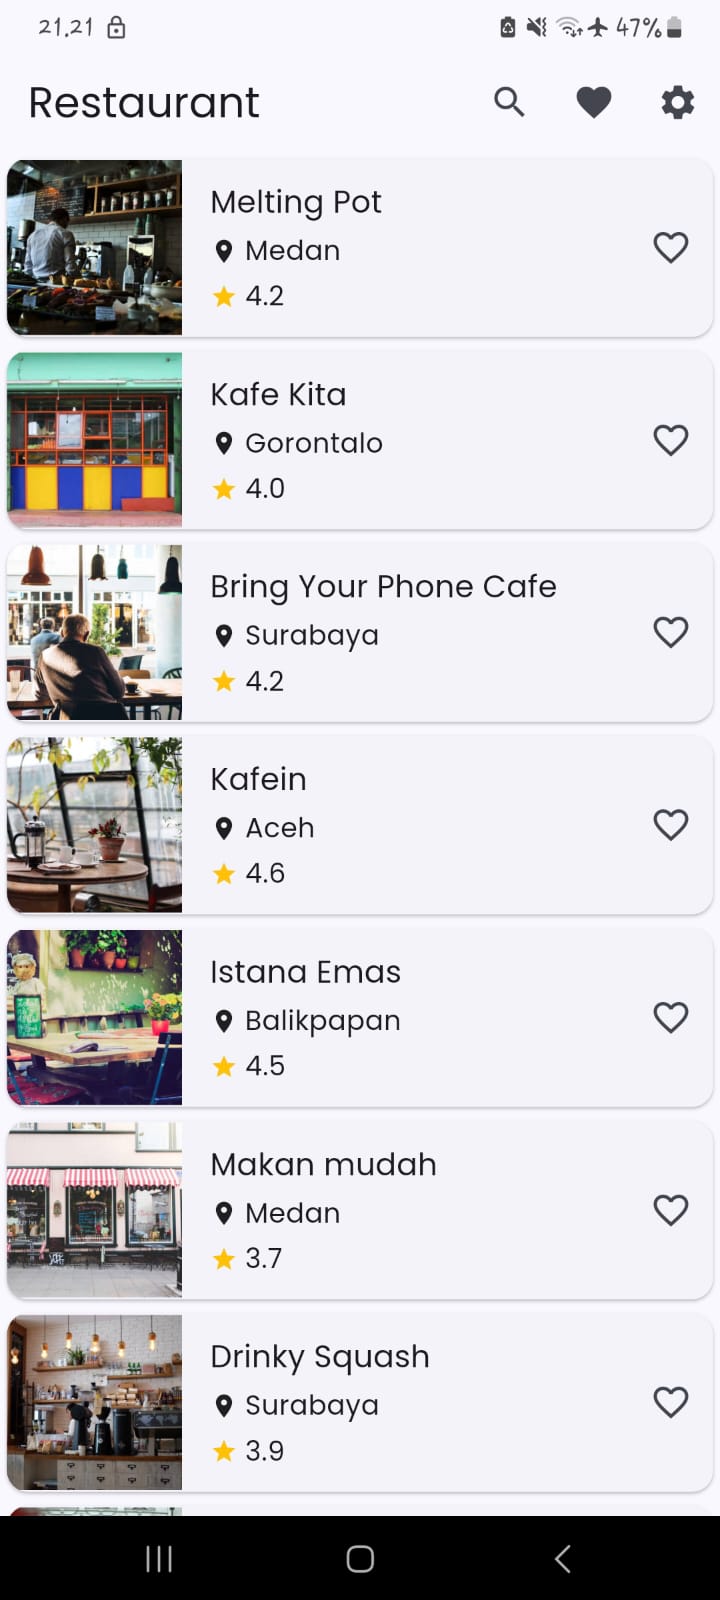 21.21
47%
Restaurant
Melting Pot
Medan
4.2
Kafe Kita
Gorontalo
4.0
Bring Your Phone Cafe
Surabaya
4.2
Kafein
Aceh
4.6
Istana Emas
Balikpapan
4.5
Makan mudah
Medan
3.7
Drinky Squash
Surabaya
3.9